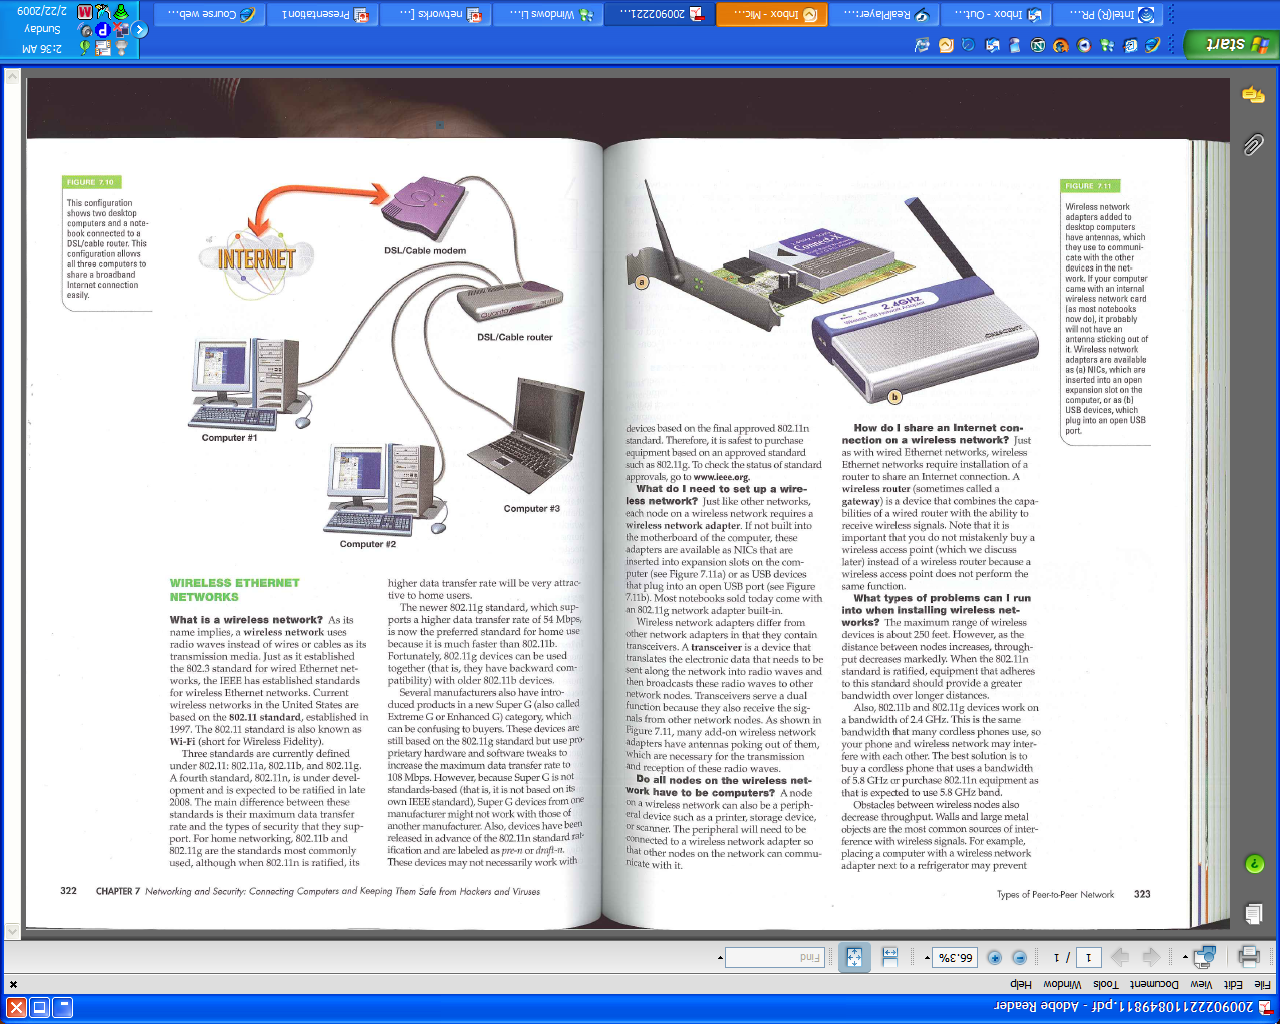 FIGURE 7.10
This configuration
shows two desktop
computers and a note-
book connected to a
DSL/cable router. This
configuration allows
all three computers to
share a broadband
Internet connection
easily.
INTERNET
DSL/Cable modem
DSL/Cable router
Computer #1
Computer #2
Computer #3
WIRELESS ETHERNET
NETWORKS
What is a wireless network? As its
name implies, a wireless network uses
radio waves instead of wires or cables as its
transmission media. Just as it established
the 802.3 standard for wired Ethernet net-
works, the IEEE has established standards
for wireless Ethernet networks. Current
wireless networks in the United States are
based on the 802.11 standard, established in
1997. The 802.11 standard is also known as
Wi-Fi (short for Wireless Fidelity).
Three standards are currently defined
under 802.11: 802.11a, 802.11b, and 802.11g.
A fourth standard, 802.11n, is under devel-
opment and is expected to be ratified in late
2008. The main difference between these
standards is their maximum data transfer
rate and the types of security that they sup-
port. For home networking, 802.11b and
802.11g are the standards most commonly
used, although when 802.11n is ratified, its
higher data transfer rate will be very attrac-
tive to home users.
The newer 802.11g standard, which sup-
ports a higher data transfer rate of 54 Mbps,
is now the preferred standard for home use
because it is much faster than 802.11b.
Fortunately, 802.11g devices can be used
together (that is, they have backward com-
patibility) with older 802.11b devices.
Several manufacturers also have intro-
duced products in a new Super G (also called
Extreme G or Enhanced G) category, which
can be confusing to buyers. These devices are
still based on the 802.11g standard but use pro-
prietary hardware and software tweaks to
increase the maximum data transfer rate to
108 Mbps. However, because Super G is not
standards-based (that is, it is not based on its
own IEEE standard), Super G devices from one
manufacturer might not work with those of
another manufacturer. Also, devices have been
released in advance of the 802.11n standard rat-
ification and are labeled as pre-n or draft-n.
These devices may not necessarily work with
322 CHAPTER 7 Networking and Security: Connecting Computers and Keeping Them Safe from Hackers and Viruses
a
Connect-X
2.4GHz
Wireless USB Network Adapter
b
FIGURE 7.11
Wireless network
adapters added to
desktop computers
have antennas, which
they use to communi-
cate with the other
devices in the net-
work. If your computer
came with an internal
wireless network card
(as most notebooks
now do), it probably
will not have an
antenna sticking out of
it. Wireless network
adapters are available
as (a) NICs, which are
inserted into an open
expansion slot on the
computer, or as (b)
USB devices, which
plug into an open USB
port.
devices based on the final approved 802.11n
standard. Therefore, it is safest to purchase
equipment based on an approved standard
such as 802.11g. To check the status of standard
approvals, go to www.ieee.org.
What do I need to set up a wire-
less network? Just like other networks,
each node on a wireless network requires a
wireless network adapter. If not built into
the motherboard of the computer, these
adapters are available as NICs that are
inserted into expansion slots on the com-
puter (see Figure 7.11a) or as USB devices
that plug into an open USB port (see Figure
7.11b). Most notebooks sold today come with
an 802.11g network adapter built-in.
Wireless network adapters differ from
other network adapters in that they contain
transceivers. A transceiver is a device that
translates the electronic data that needs to be
sent along the network into radio waves and
then broadcasts these radio waves to other
network nodes. Transceivers serve a dual
function because they also receive the sig-
nals from other network nodes. As shown in
Figure 7.11, many add-on wireless network
adapters have antennas poking out of them,
which are necessary for the transmission
and reception of these radio waves.
Do all nodes on the wireless net-
work have to be computers? A node
on a wireless network can also be a periph-
eral device such as a printer, storage device,
or scanner. The peripheral will need to be
connected to a wireless network adapter so
that other nodes on the network can commu-
nicate with it.
How do I share an Internet con-
nection on a wireless network? Just
as with wired Ethernet networks, wireless
Ethernet networks require installation of a
router to share an Internet connection. A
wireless router (sometimes called a
gateway) is a device that combines the capa-
bilities of a wired router with the ability to
receive wireless signals. Note that it is
important that you do not mistakenly buy a
wireless access point (which we discuss
later) instead of a wireless router because a
wireless access point does not perform the
same function.
What types of problems can I run
into when installing wireless net-
works? The maximum range of wireless
devices is about 250 feet. However, as the
distance between nodes increases, through-
put decreases markedly. When the 802.11n
standard is ratified, equipment that adheres
to this standard should provide a greater
bandwidth over longer distances.
Also, 802.11b and 802.11g devices work on
a bandwidth of 2.4 GHz. This is the same
bandwidth that many cordless phones use, so
your phone and wireless network may inter-
fere with each other. The best solution is to
buy a cordless phone that uses a bandwidth
of 5.8 GHz or purchase 802.11n equipment as
that is expected to use 5.8 GHz band.
Obstacles between wireless nodes also
decrease throughput. Walls and large metal
objects are the most common sources of inter-
ference with wireless signals. For example,
placing a computer with a wireless network
adapter next to a refrigerator may prevent
Types of Peer-to-Peer Network 323
20090222110849811.pdf - Adobe Reader
File Edit View Document Tools Window Help
1 / 1 66.3% Find
start
Intel(R) PR...
Inbox - Out...
RealPlayer:...
Inbox - Mic...
200902221...
Windows Li...
networks [...
Presentation1
Course web...
2:36 AM
Sunday
2/22/2009